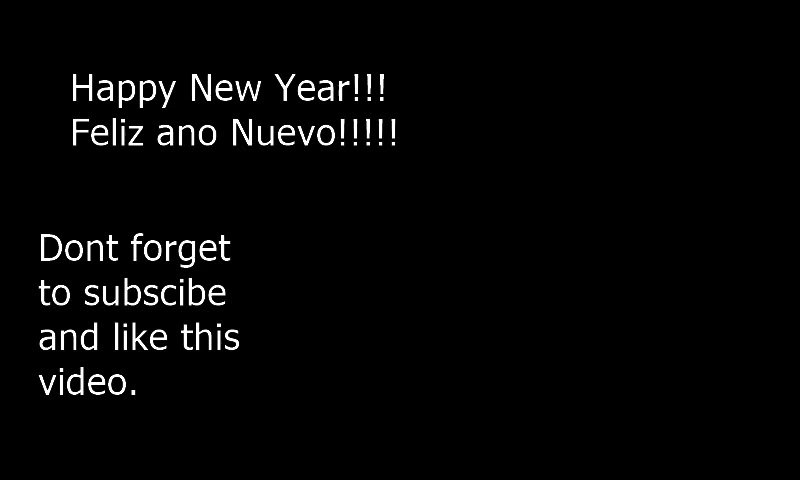 Happy New Year!!!
Feliz ano Nuevo!!!!!
Dont forget
to subscibe
and like this
video.